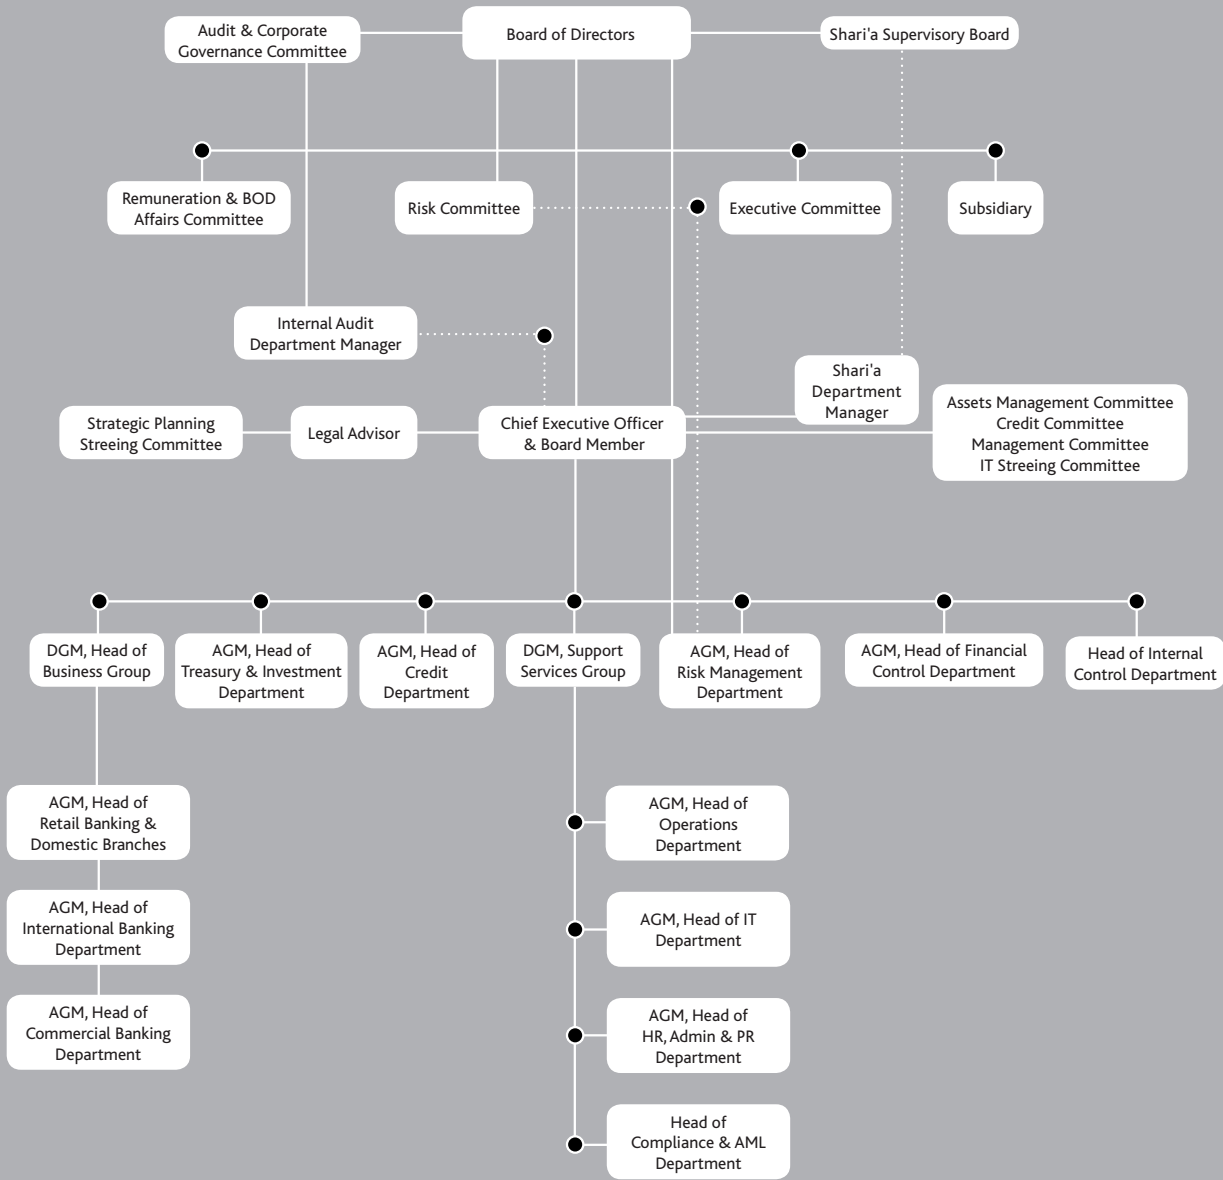 Audit & Corporate
Governance Committee
Board of Directors
Shari'a Supervisory Board
Remuneration & BOD
Affairs Committee
Risk Committee
Executive Committee
Subsidiary
Internal Audit
Department Manager
Shari'a
Department
Manager
Strategic Planning
Streeing Committee
Legal Advisor
Chief Executive Officer
& Board Member
Assets Management Committee
Credit Committee
Management Committee
IT Streeing Committee
DGM, Head of
Business Group
AGM, Head of
Treasury & Investment
Department
AGM, Head of
Credit
Department
DGM, Support
Services Group
AGM, Head of
Risk Management
Department
AGM, Head of Financial
Control Department
Head of Internal
Control Department
AGM, Head of
Retail Banking &
Domestic Branches
AGM, Head of
International Banking
Department
AGM, Head of
Commercial Banking
Department
AGM, Head of
Operations
Department
AGM, Head of IT
Department
AGM, Head of
HR, Admin & PR
Department
Head of
Compliance & AML
Department